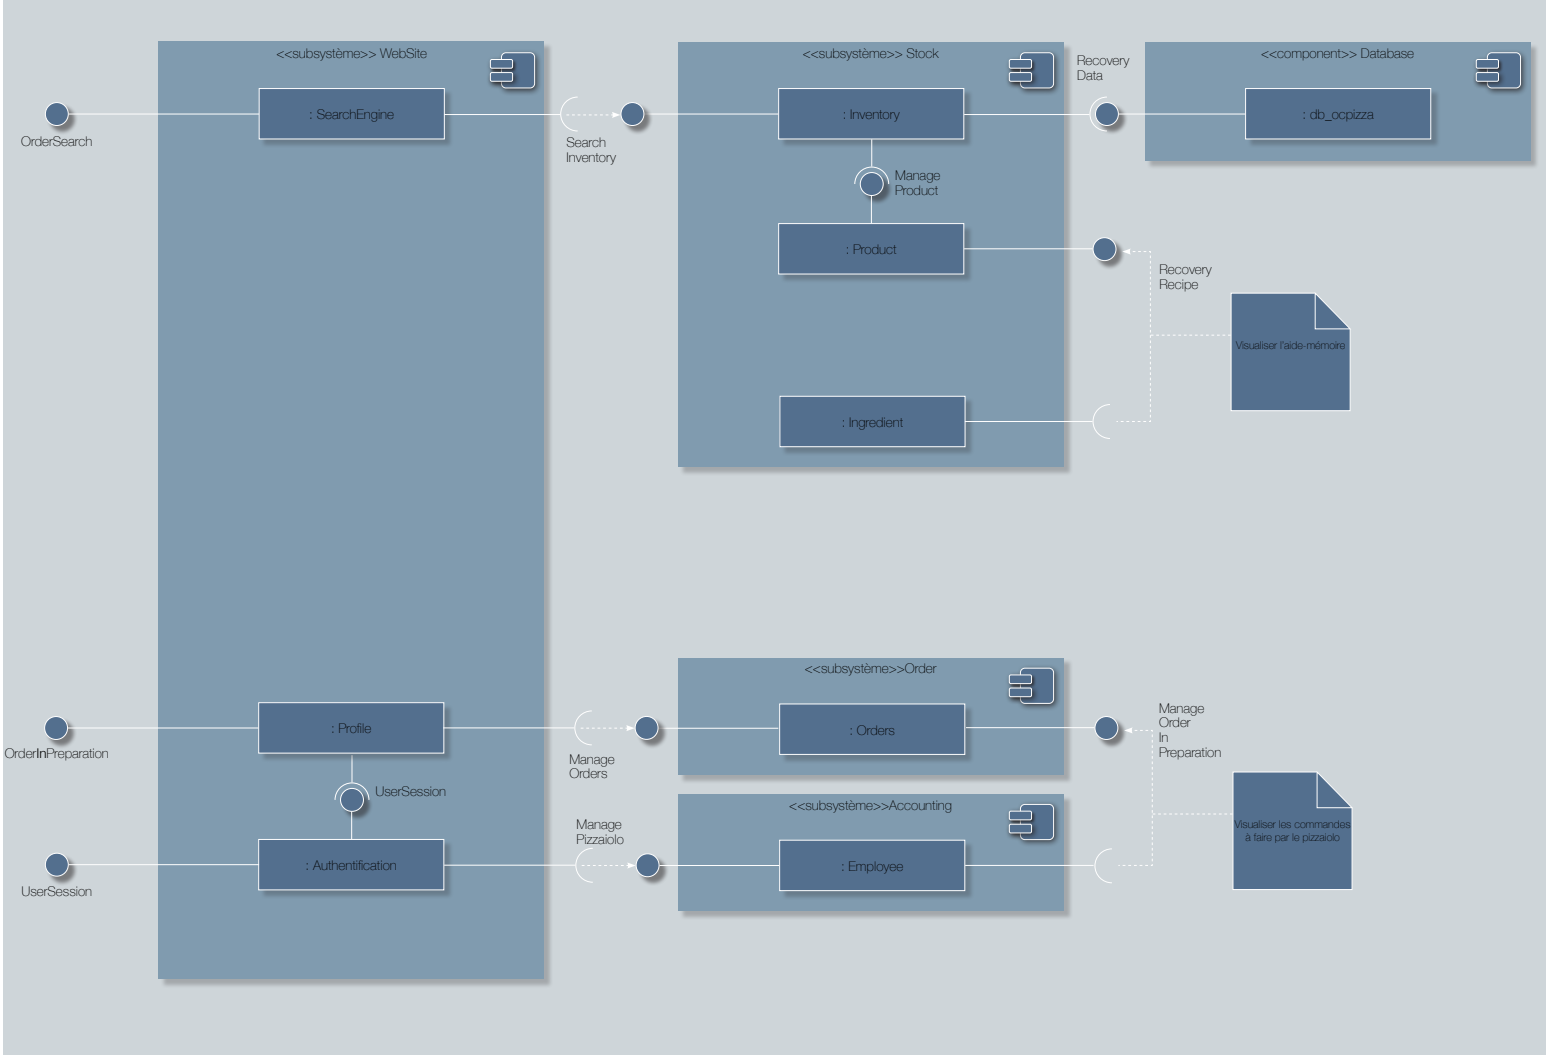 <<subsystème>> WebSite
<<subsystème>> Stock
<<component>> Database
Recovery
Data
: SearchEngine
: Inventory
: db_ocpizza
OrderSearch
Search
Inventory
Manage
Product
: Product
Recovery
Recipe
Visualiser l'aide-mémoire
: Ingredient
<<subsystème>>Order
: Profile
: Orders
Manage
Order
In
Preparation
OrderInPreparation
Manage
Orders
UserSession
<<subsystème>>Accounting
Manage
Pizzaiolo
Visualiser les commandes
à faire par le pizzaiolo
: Authentification
: Employee
UserSession